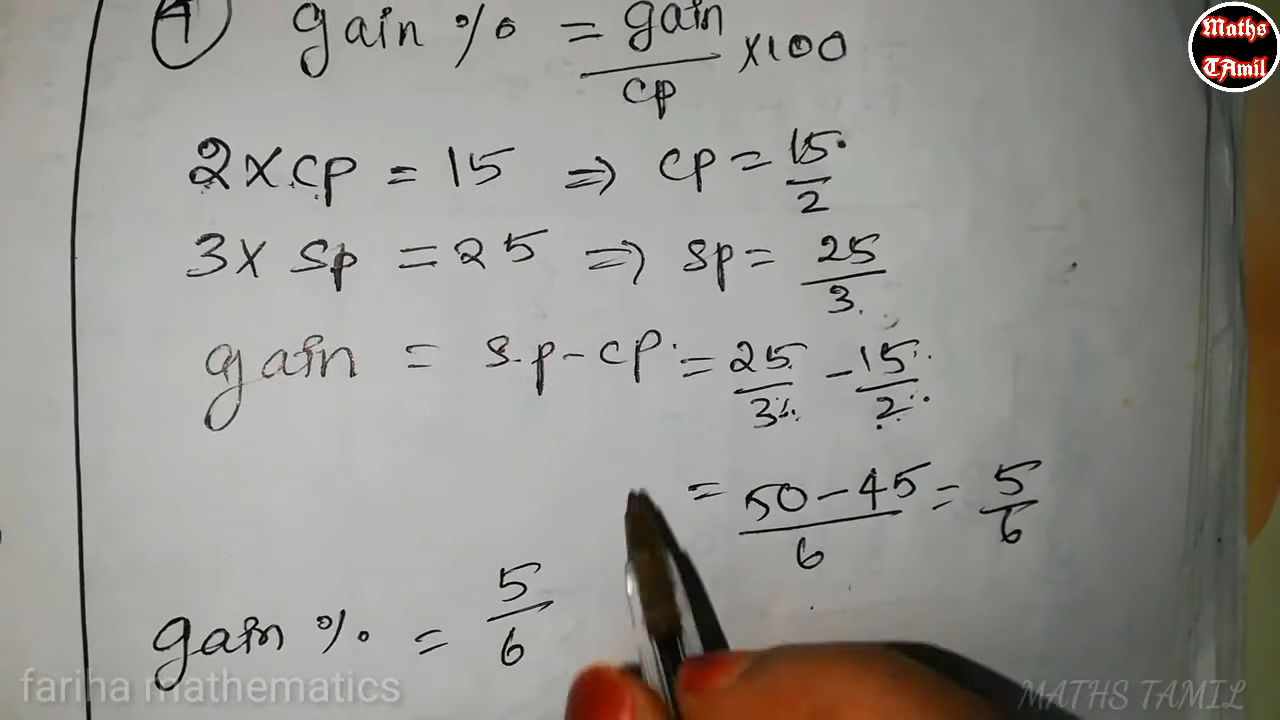 4) gain % = gain/cp ×100
2 × cp = 15 ⇒ cp = 15/2
3 × sp = 25 ⇒ sp = 25/3
gain = s.p - cp = 25/3 - 15/2
= 50 - 45/6 = 5/6
gain % = 5/6
Maths
TAmil
fariha mathematics
MATHS TAMIL